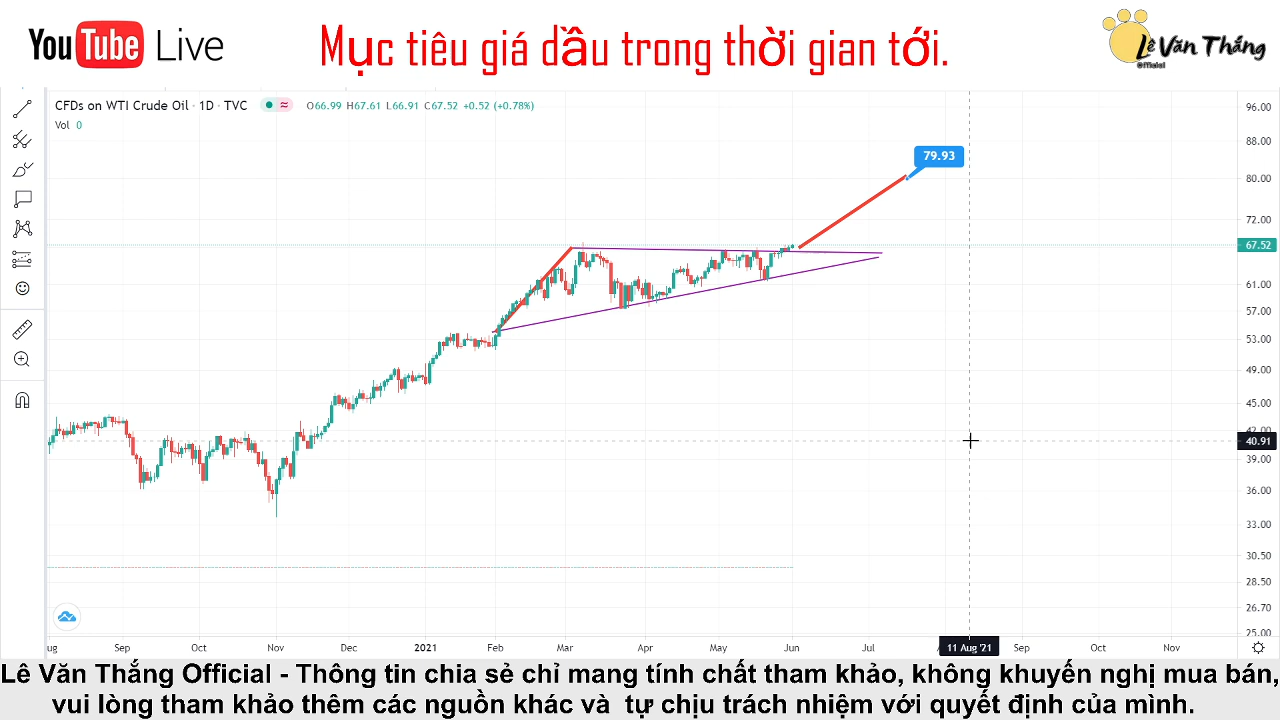 YouTube Live
Mục tiêu giá dầu trong thời gian tới.
Lê Văn Thắng
Official
CFDs on WTI Crude Oil · 1D · TVC
O66.99 H67.61 L66.91 C67.52 +0.52 (+0.78%)
Vol 0
96.00
88.00
79.93
80.00
72.00
67.52
61.00
57.00
53.00
49.00
45.00
42.00
40.91
39.00
36.00
33.00
30.50
28.50
26.70
25.00
ug Sep Oct Nov Dec 2021 Feb Mar Apr May Jun Jul A 11 Aug '21 Sep Oct Nov
Lê Văn Thắng Official - Thông tin chia sẻ chỉ mang tính chất tham khảo, không khuyến nghị mua bán,
vui lòng tham khảo thêm các nguồn khác và tự chịu trách nhiệm với quyết định của mình.